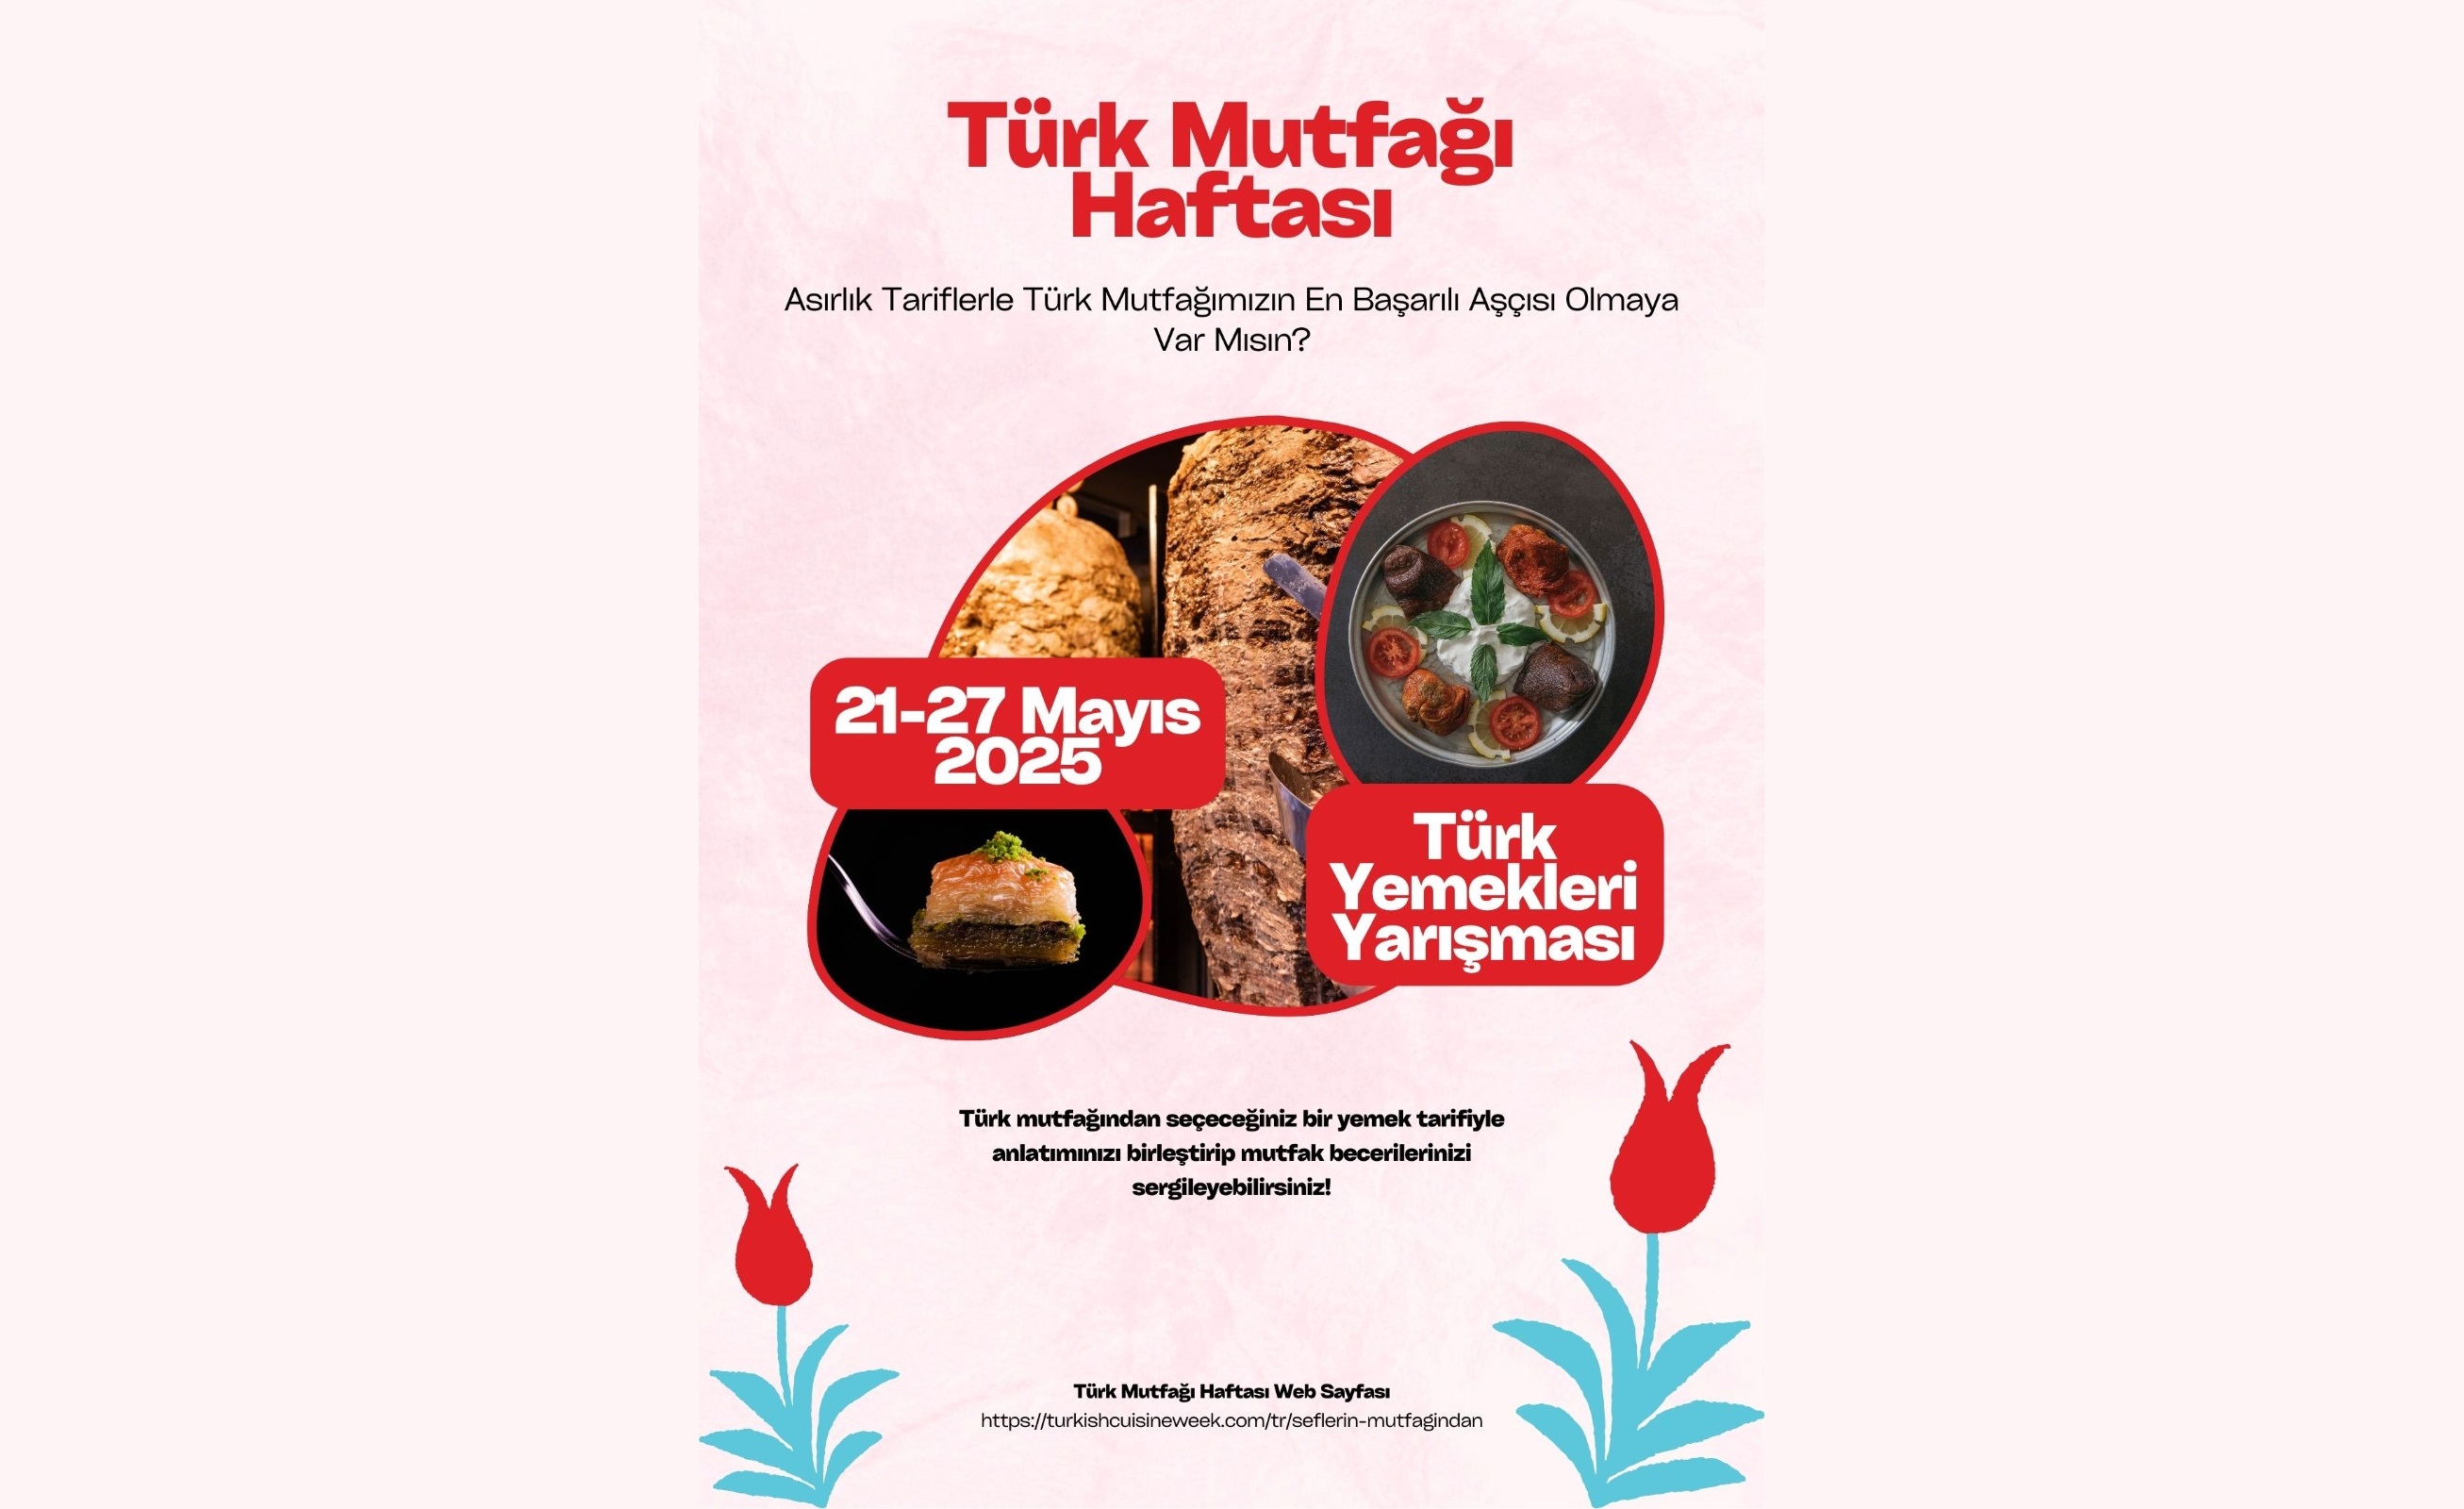 Türk Mutfağı
Haftası
Asırlık Tariflerle Türk Mutfağımızın En Başarılı Aşçısı Olmaya
Var Mısın?
21-27 Mayıs
2025
Türk
Yemekleri
Yarışması
Türk mutfağından seçeceğiniz bir yemek tarifiyle
anlatımınızı birleştirip mutfak becerilerinizi
sergileyebilirsiniz!
Türk Mutfağı Haftası Web Sayfası
https://turkishcuisineweek.com/tr/seflerin-mutfagindan